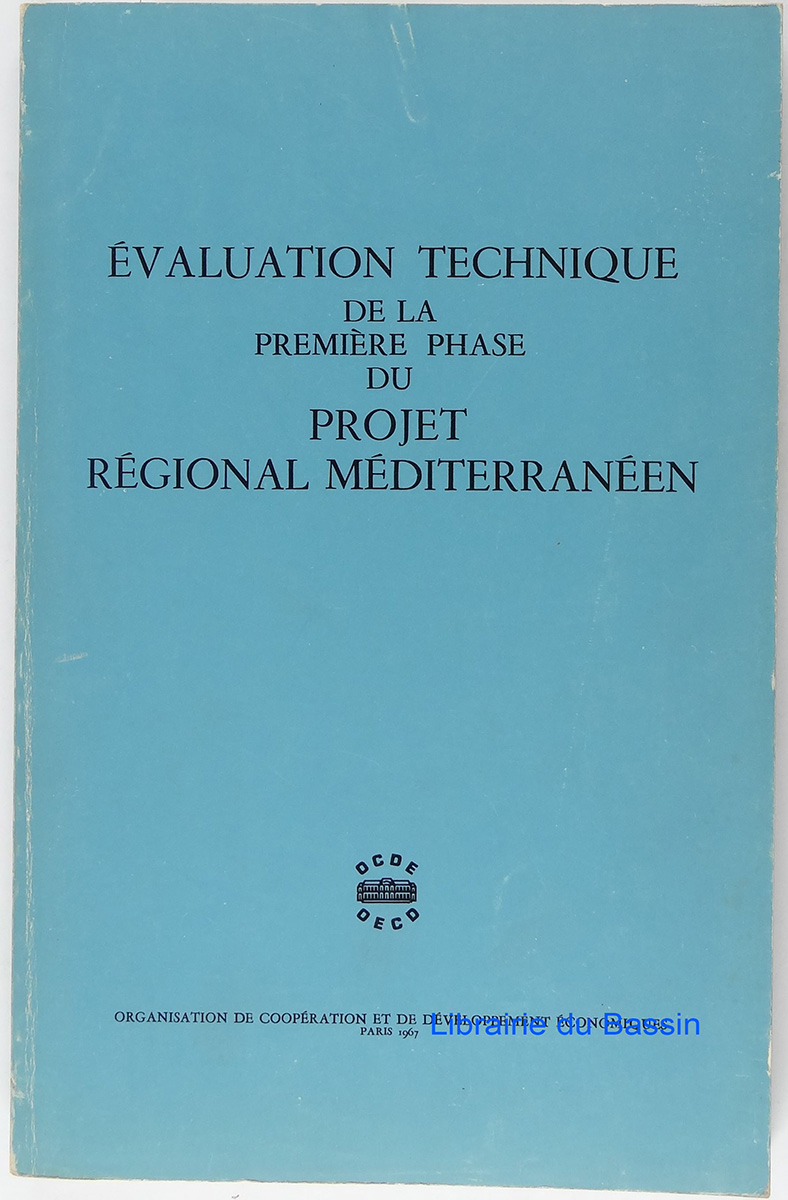 ÉVALUATION TECHNIQUE
DE LA
PREMIÈRE PHASE
DU
PROJET
RÉGIONAL MÉDITERRANÉEN
OCDE
OECD
ORGANISATION DE COOPÉRATION ET DE DÉVELOPPEMENT ÉCONOMIQUES
PARIS 1967
Librairie du Bassin